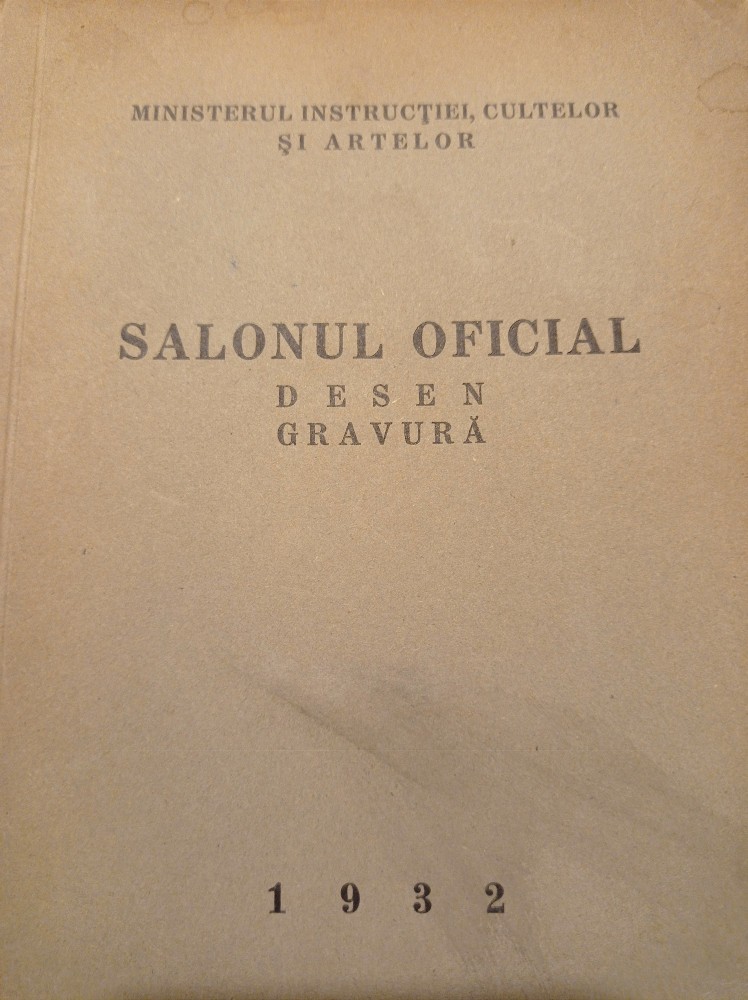 MINISTERUL INSTRUCŢIEI, CULTELOR
ŞI ARTELOR
SALONUL OFICIAL
DESEN
GRAVURĂ
1932